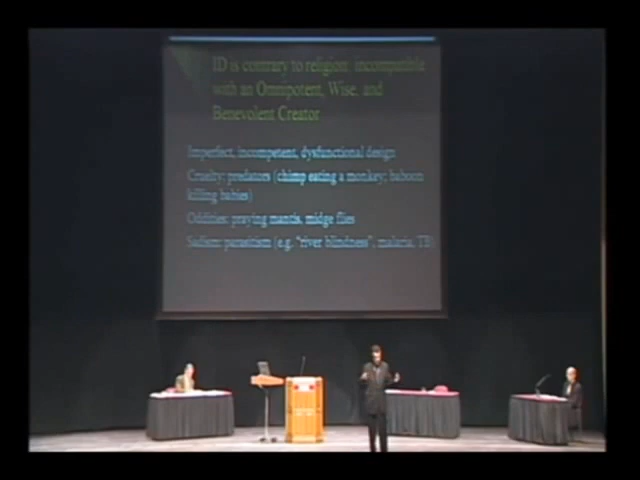 ID is contrary to religion; incompatible
with an Omnipotent, Wise, and
Benevolent Creator
Imperfect, incompetent, dysfunctional design
Cruelty: predators (chimp eating a monkey; baboon
killing babies)
Oddities: praying mantis, midge flies
Sadism: parasitism (e.g. "river blindness", malaria, TB)